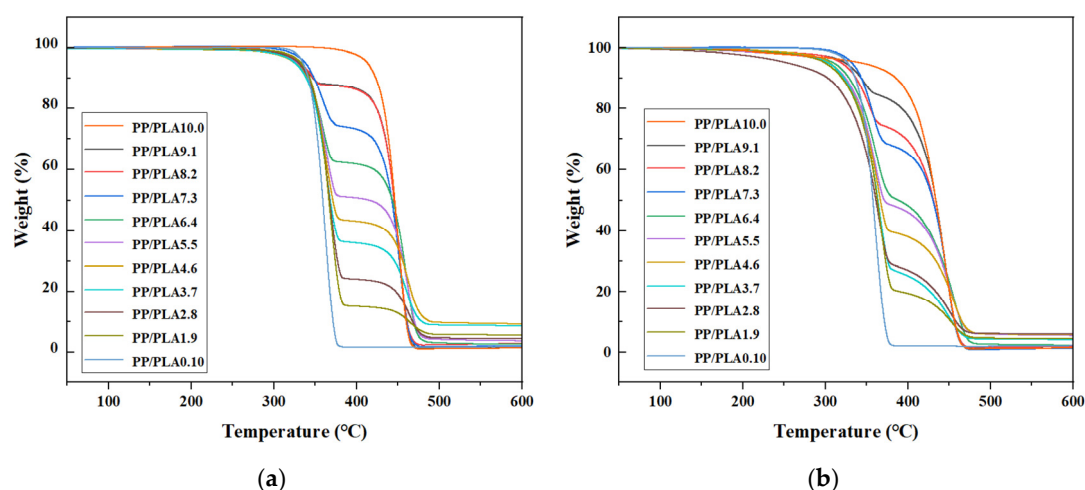 100
80
60
40
20
0
Weight (%)
PP/PLA10.0
PP/PLA9.1
PP/PLA8.2
PP/PLA7.3
PP/PLA6.4
PP/PLA5.5
PP/PLA4.6
PP/PLA3.7
PP/PLA2.8
PP/PLA1.9
PP/PLA0.10
100 200 300 400 500 600
Temperature (°C)
(a)
100
80
60
40
20
0
Weight (%)
PP/PLA10.0
PP/PLA9.1
PP/PLA8.2
PP/PLA7.3
PP/PLA6.4
PP/PLA5.5
PP/PLA4.6
PP/PLA3.7
PP/PLA2.8
PP/PLA1.9
PP/PLA0.10
100 200 300 400 500 600
Temperature (°C)
(b)